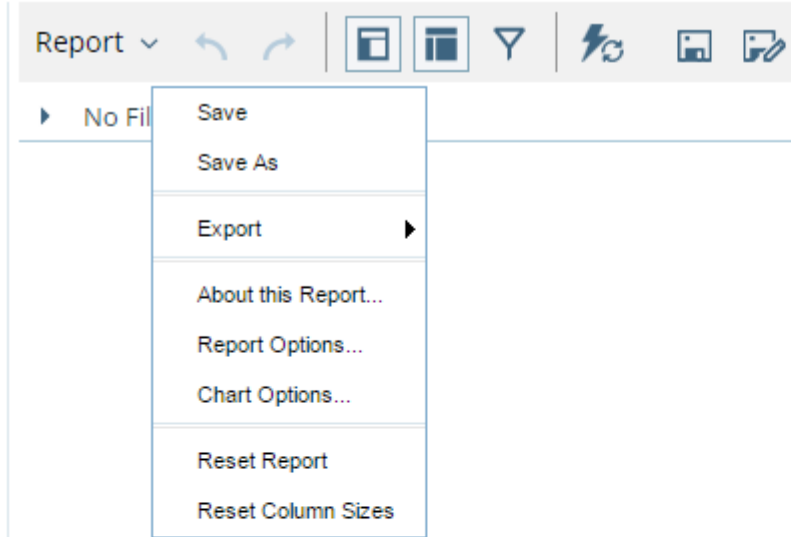 Report
No Fil
Save
Save As
Export
About this Report...
Report Options...
Chart Options...
Reset Report
Reset Column Sizes